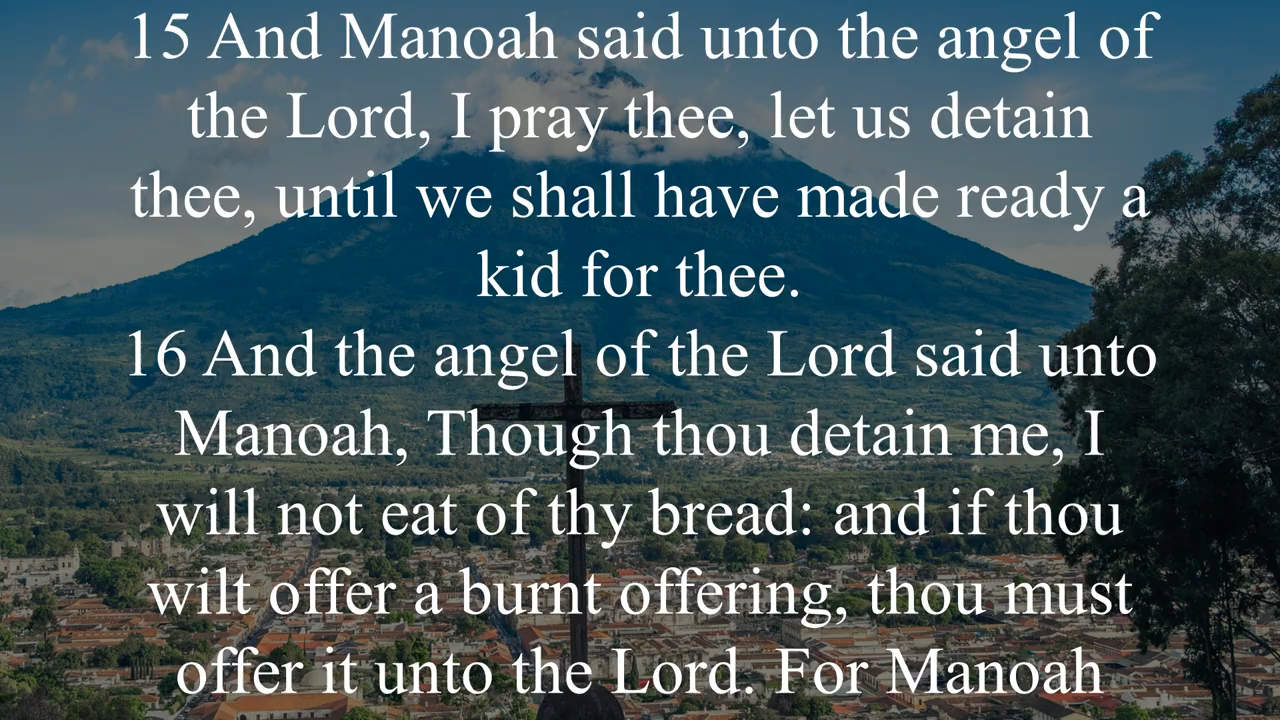 15 And Manoah said unto the angel of
the Lord, I pray thee, let us detain
thee, until we shall have made ready a
kid for thee.
16 And the angel of the Lord said unto
Manoah, Though thou detain me, I
will not eat of thy bread: and if thou
wilt offer a burnt offering, thou must
offer it unto the Lord. For Manoah